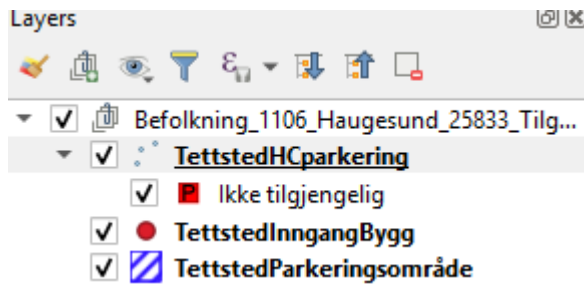 Layers
ε
Befolkning_1106_Haugesund_25833_Tilg...
TettstedHCparkering
P Ikke tilgjengelig
TettstedInngangBygg
TettstedParkeringsområde